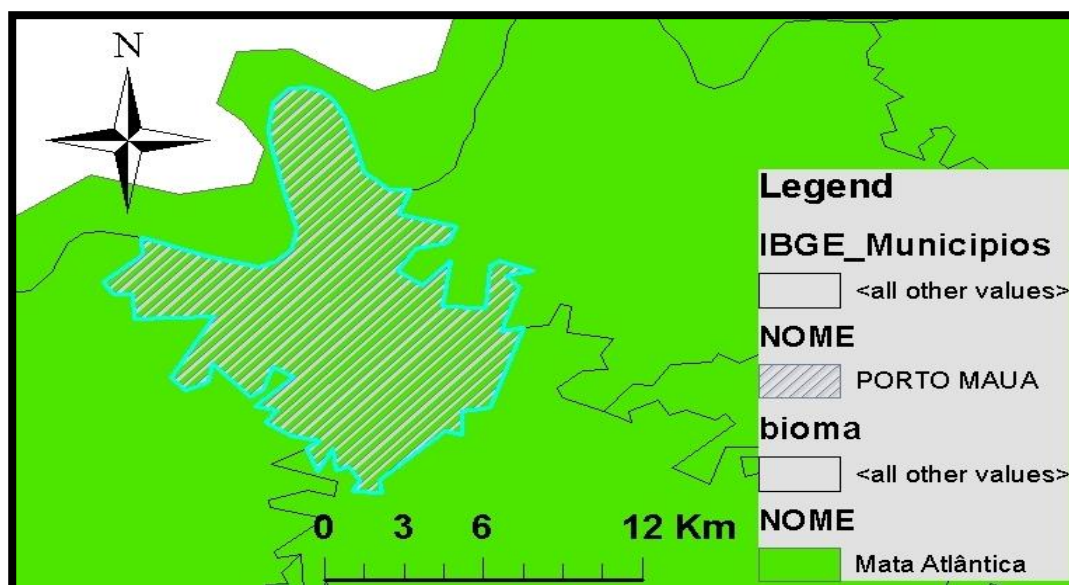 N
Legend
IBGE_Municipios
<all other values>
NOME
PORTO MAUA
bioma
<all other values>
NOME
Mata Atlântica
0 3 6 12 Km